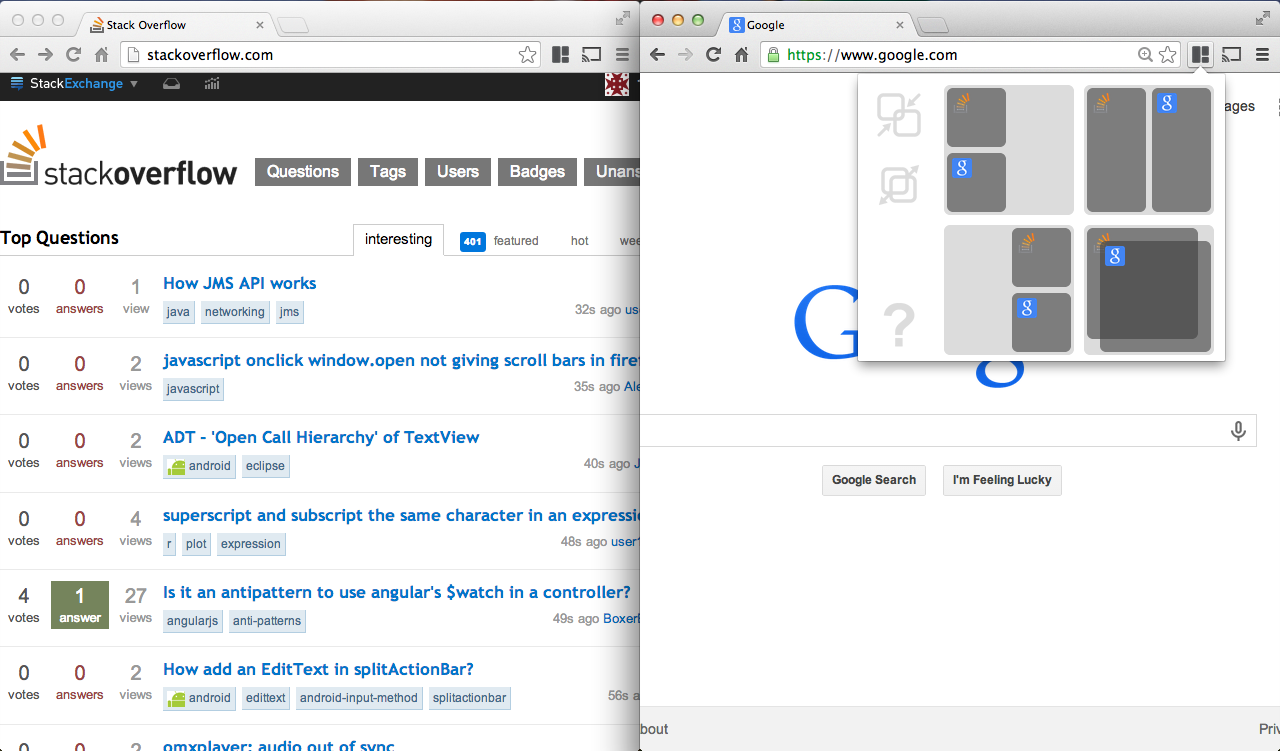 Stack Overflow
stackoverflow.com
StackExchange ▼
stackoverflow
Questions
Tags
Users
Badges
Unans
Top Questions
interesting
401 featured
hot
wee
0 votes 0 answers 1 view
How JMS API works
java networking jms
32s ago us
0 votes 0 answers 2 views
javascript onclick window.open not giving scroll bars in firef
javascript
35s ago Ale
0 votes 0 answers 2 views
ADT - 'Open Call Hierarchy' of TextView
android eclipse
40s ago J
0 votes 0 answers 4 views
superscript and subscript the same character in an expressi
r plot expression
48s ago user
0 votes 0 answers 2 views
How add an EditText in splitActionBar?
android edittext android-input-method splitactionbar
56s a
4 votes 1 answer 27 views
Is it an antipattern to use angular's $watch in a controller?
angularjs anti-patterns
49s ago BoxerE
0 0 2
omxplayer: audio out of sync
Google
https://www.google.com
ages
?
G g
Google Search
I'm Feeling Lucky
bout
Priv